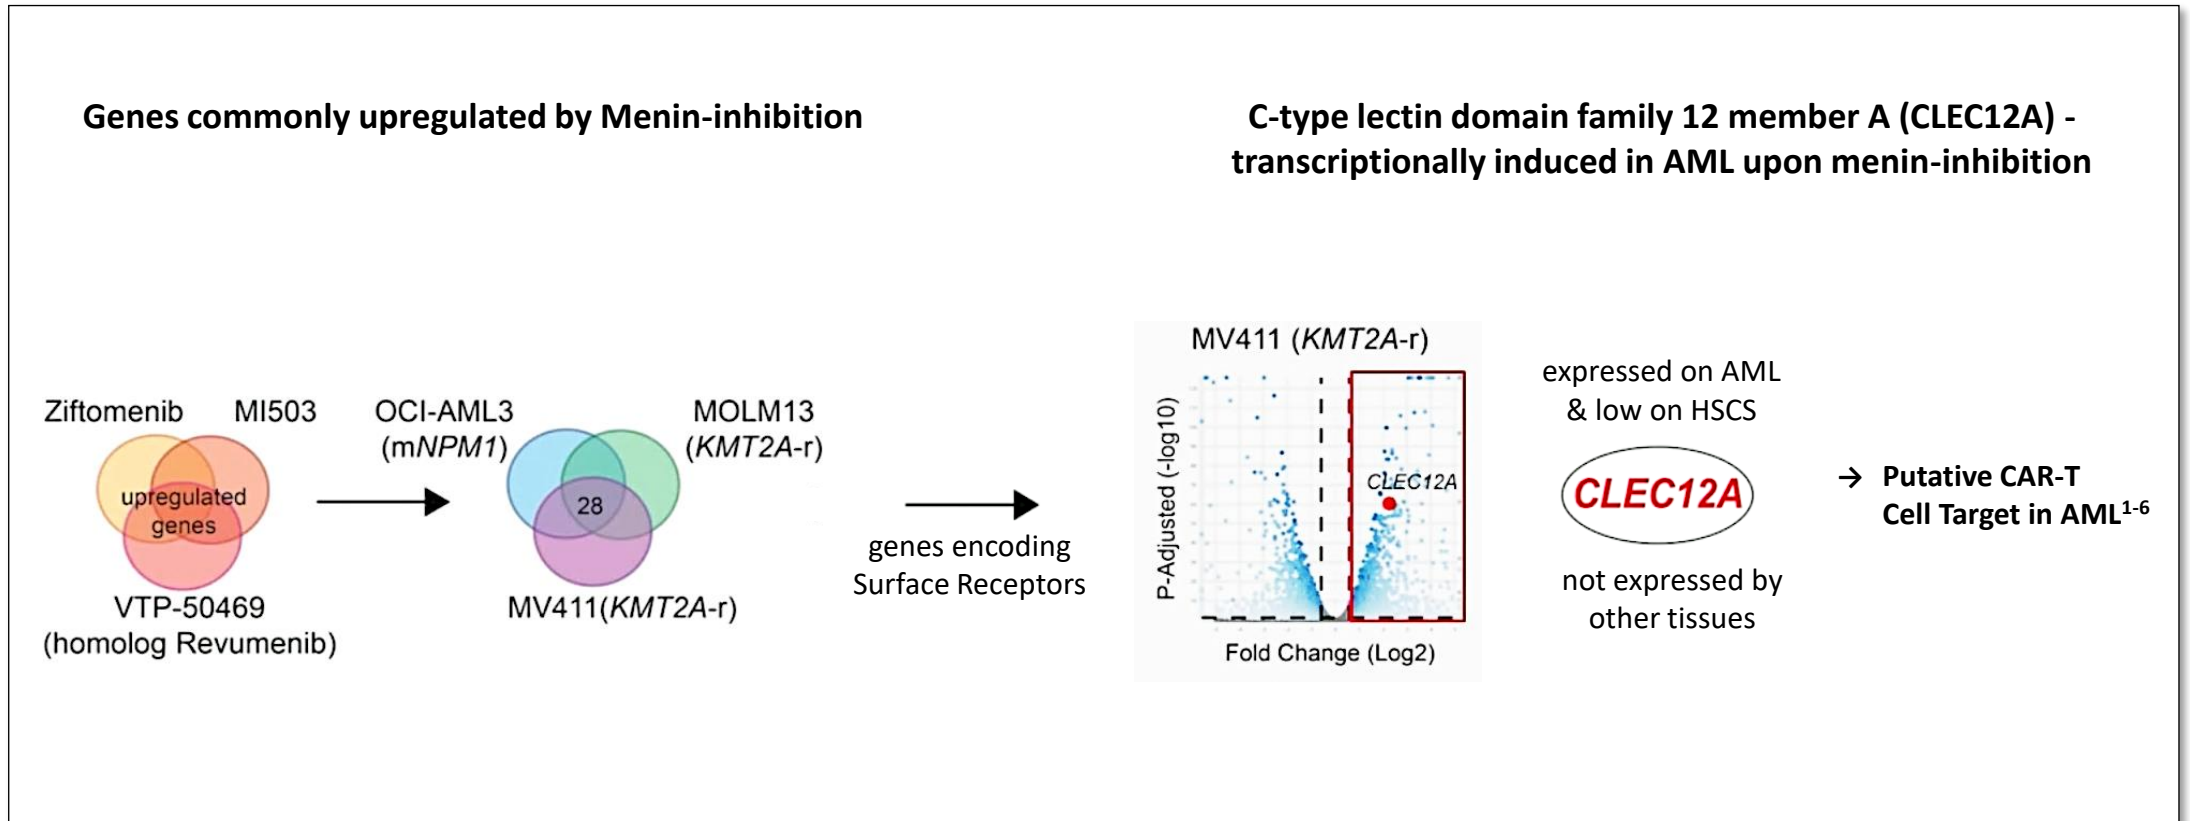 Genes commonly upregulated by Menin-inhibition
C-type lectin domain family 12 member A (CLEC12A) -
transcriptionally induced in AML upon menin-inhibition
Ziftomenib
MI503
upregulated
genes
VTP-50469
(homolog Revumenib)
OCI-AML3
(mNPM1)
MOLM13
(KMT2A-r)
28
MV411(KMT2A-r)
genes encoding
Surface Receptors
MV411 (KMT2A-r)
P-Adjusted (-log10)
CLEC12A
Fold Change (Log2)
expressed on AML
& low on HSCS
CLEC12A
not expressed by
other tissues
→ Putative CAR-T
Cell Target in AML¹⁻⁶